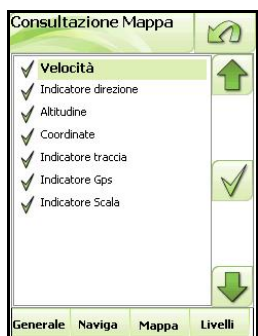 Consultazione Mappa
Velocità
Indicatore direzione
Altitudine
Coordinate
Indicatore traccia
Indicatore Gps
Indicatore Scala
Generale Naviga Mappa Livelli